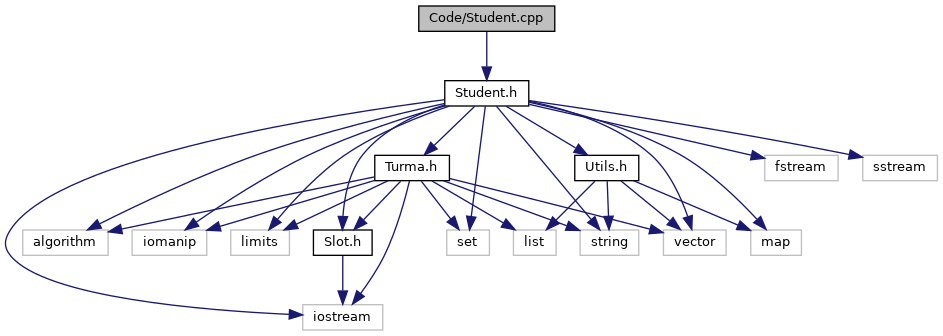 Code/Student.cpp
Student.h
Turma.h
Utils.h
fstream
sstream
algorithm
iomanip
limits
Slot.h
set
list
string
vector
map
iostream